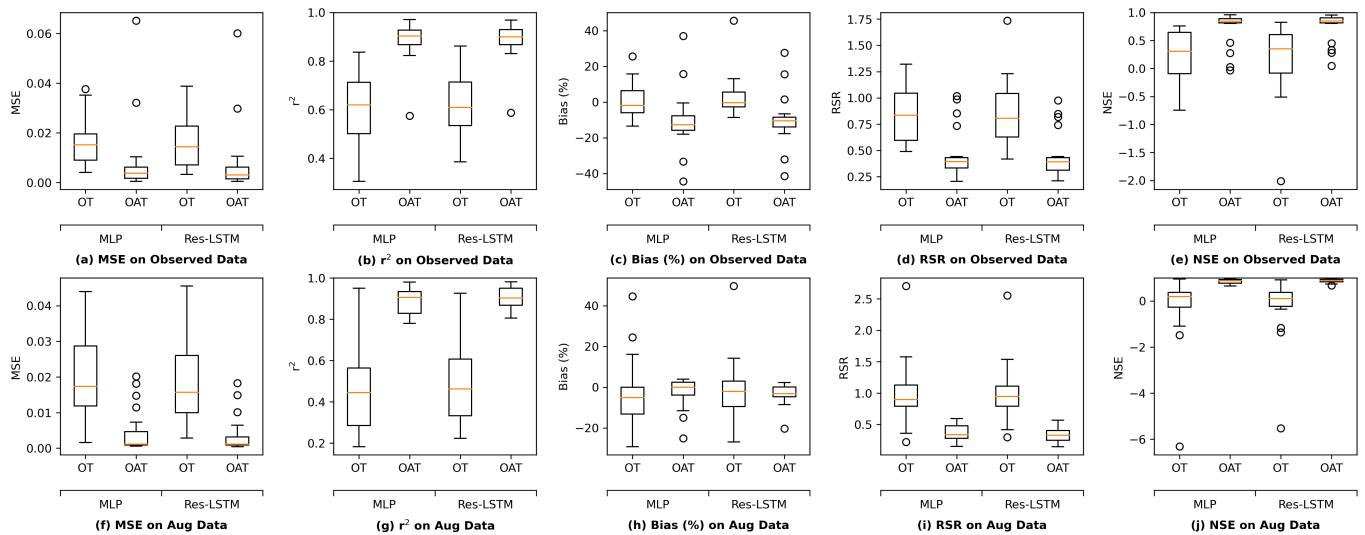 MSE
0.06
0.04
0.02
0.00
OT
OAT
OT
OAT
MLP
Res-LSTM
(a) MSE on Observed Data
r²
1.0
0.8
0.6
0.4
OT
OAT
OT
OAT
MLP
Res-LSTM
(b) r² on Observed Data
Bias (%)
40
20
0
−20
−40
OT
OAT
OT
OAT
MLP
Res-LSTM
(c) Bias (%) on Observed Data
RSR
1.75
1.50
1.25
1.00
0.75
0.50
0.25
OT
OAT
OT
OAT
MLP
Res-LSTM
(d) RSR on Observed Data
NSE
1.0
0.5
0.0
−0.5
−1.0
−1.5
−2.0
OT
OAT
OT
OAT
MLP
Res-LSTM
(e) NSE on Observed Data
MSE
0.04
0.03
0.02
0.01
0.00
OT
OAT
OT
OAT
MLP
Res-LSTM
(f) MSE on Aug Data
r²
1.0
0.8
0.6
0.4
0.2
OT
OAT
OT
OAT
MLP
Res-LSTM
(g) r² on Aug Data
Bias (%)
40
20
0
−20
OT
OAT
OT
OAT
MLP
Res-LSTM
(h) Bias (%) on Aug Data
RSR
2.5
2.0
1.5
1.0
0.5
OT
OAT
OT
OAT
MLP
Res-LSTM
(i) RSR on Aug Data
NSE
0
−2
−4
−6
OT
OAT
OT
OAT
MLP
Res-LSTM
(j) NSE on Aug Data